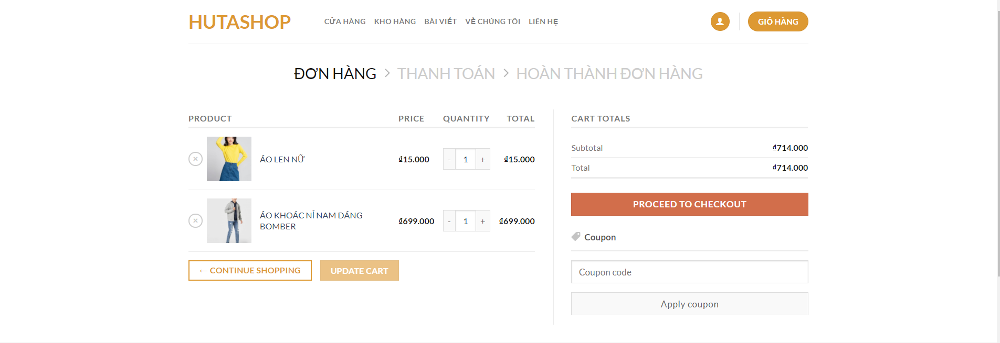 HUTASHOP
CỬA HÀNG KHO HÀNG BÀI VIẾT VỀ CHÚNG TÔI LIÊN HỆ
GIỎ HÀNG
ĐƠN HÀNG > THANH TOÁN > HOÀN THÀNH ĐƠN HÀNG
PRODUCT PRICE QUANTITY TOTAL
× ÁO LEN NỮ ₫15.000 - 1 + ₫15.000
× ÁO KHOÁC NỈ NAM DÁNG
BOMBER
₫699.000 - 1 + ₫699.000
← CONTINUE SHOPPING UPDATE CART
CART TOTALS
Subtotal ₫714.000
Total ₫714.000
PROCEED TO CHECKOUT
Coupon
Coupon code
Apply coupon